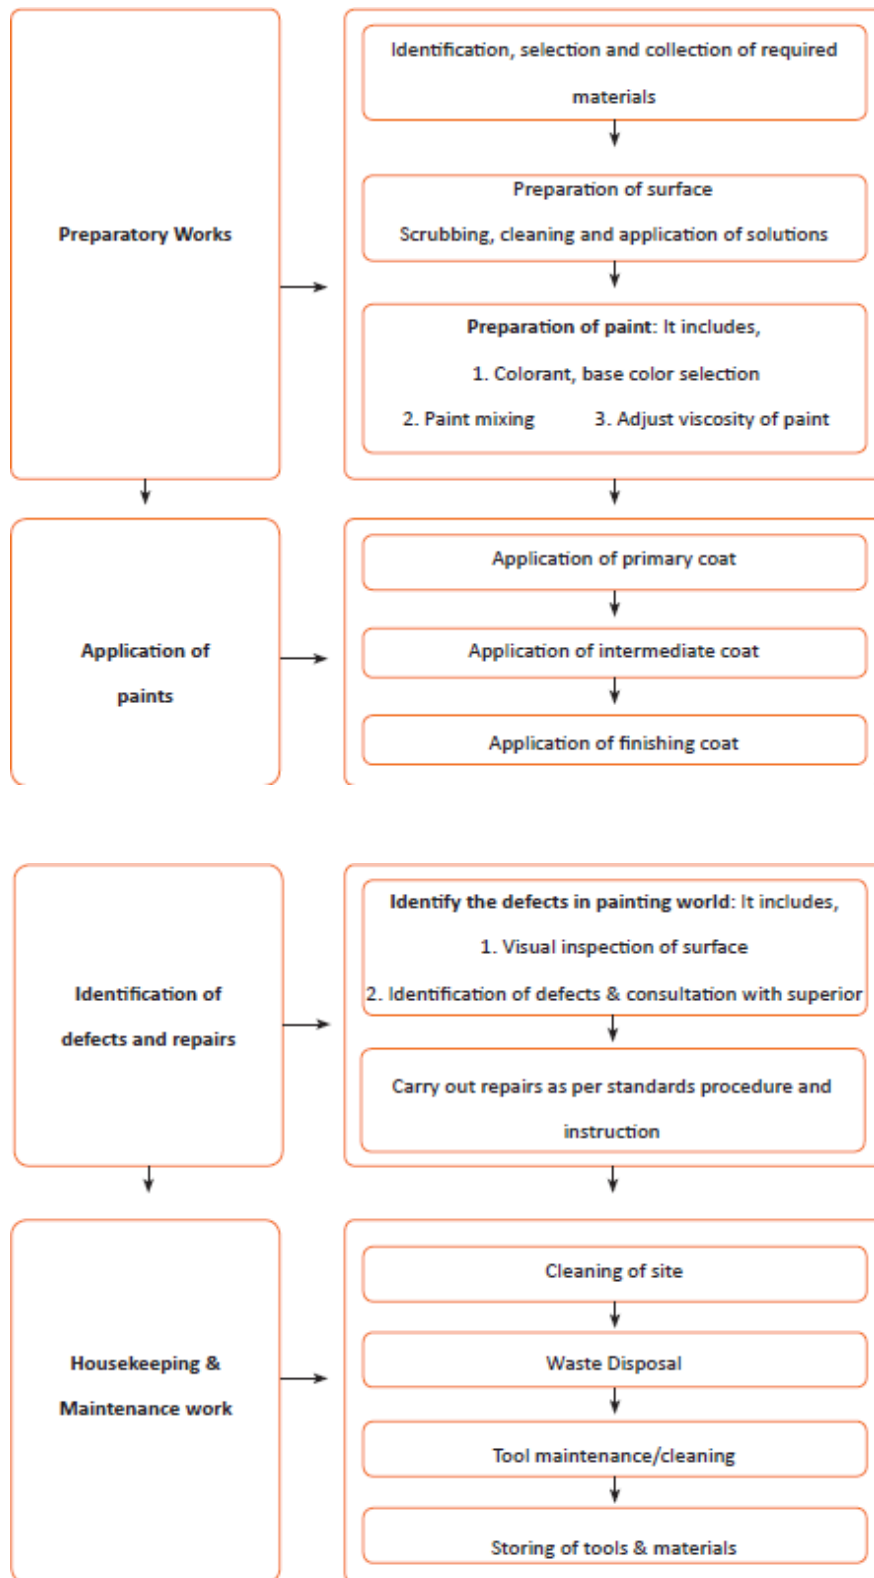 Preparatory Works
Identification, selection and collection of required
materials
Preparation of surface
Scrubbing, cleaning and application of solutions
Preparation of paint: It includes,
1. Colorant, base color selection
2. Paint mixing 3. Adjust viscosity of paint
Application of
paints
Application of primary coat
Application of intermediate coat
Application of finishing coat
Identification of
defects and repairs
Identify the defects in painting world: It includes,
1. Visual inspection of surface
2. Identification of defects & consultation with superior
Carry out repairs as per standards procedure and
instruction
Housekeeping &
Maintenance work
Cleaning of site
Waste Disposal
Tool maintenance/cleaning
Storing of tools & materials